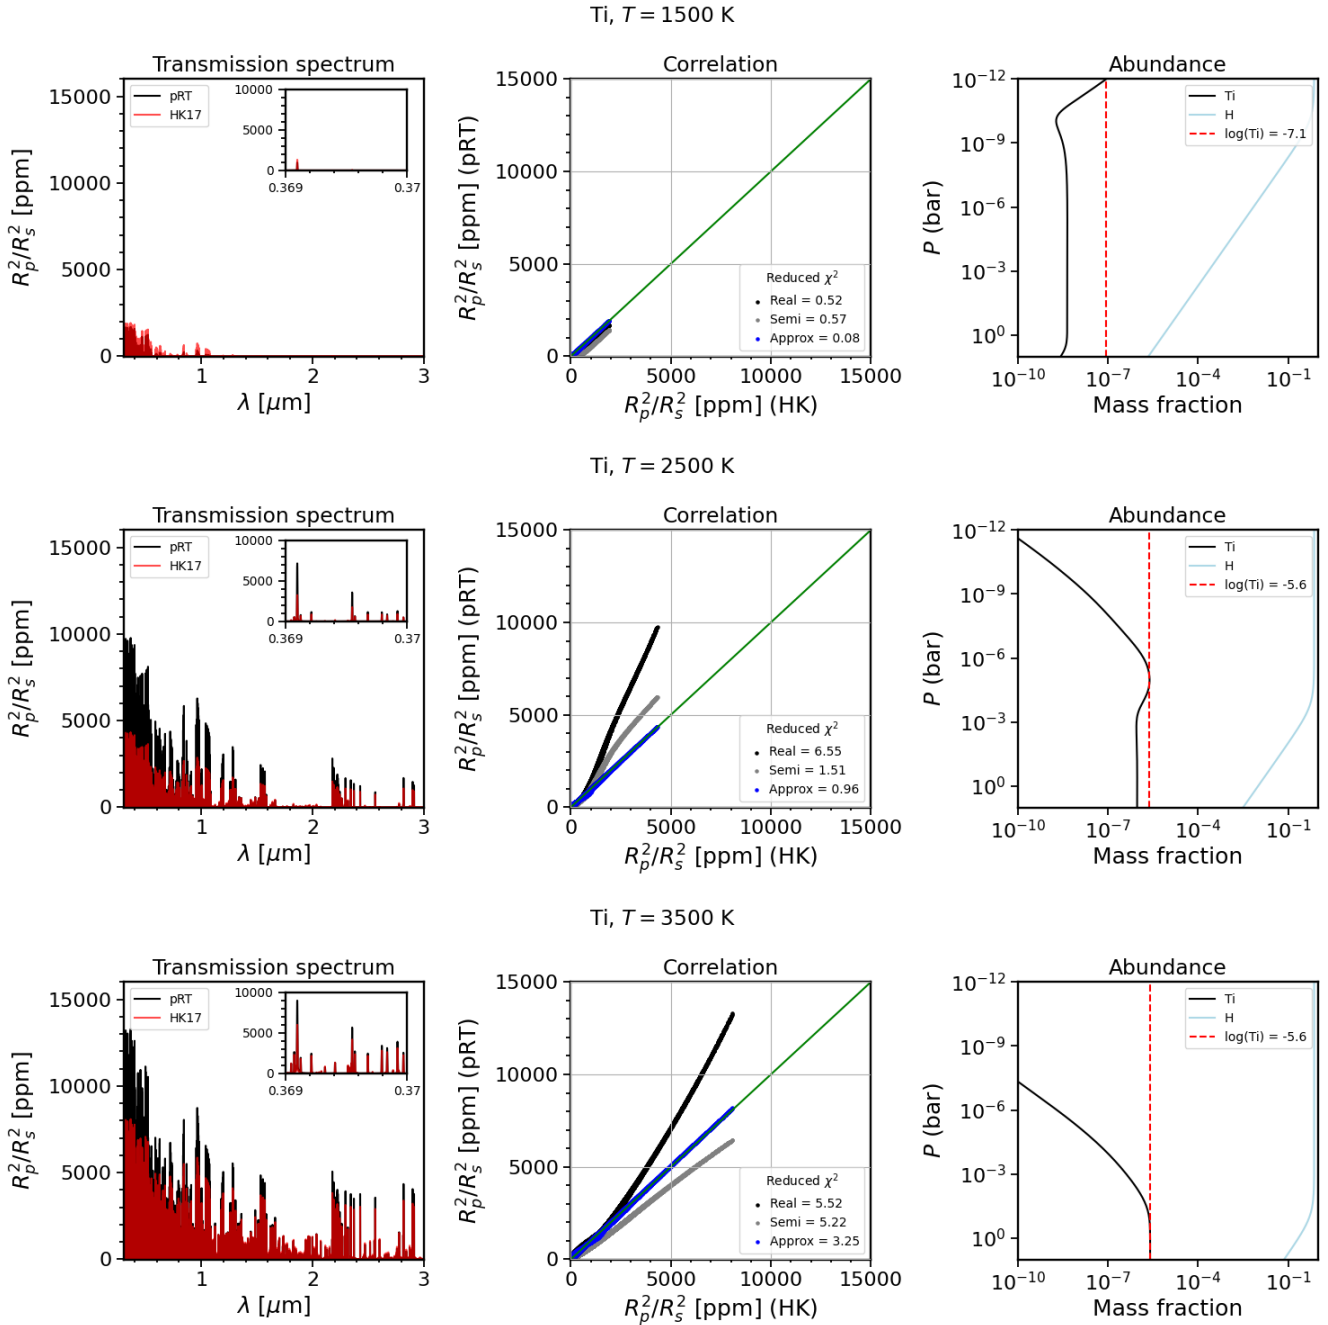 Ti, T = 1500 K
Transmission spectrum
15000
10000
5000
0
1
2
3
R_p^2/R_s^2 [ppm]
λ [μm]
pRT
HK17
10000
5000
0
0.369
0.37
Correlation
15000
10000
5000
0
0
5000
10000
15000
R_p^2/R_s^2 [ppm] (pRT)
R_p^2/R_s^2 [ppm] (HK)
Reduced χ^2
Real = 0.52
Semi = 0.57
Approx = 0.08
Abundance
10^-12
10^-9
10^-6
10^-3
10^0
10^-10
10^-7
10^-4
10^-1
P (bar)
Mass fraction
Ti
H
log(Ti) = -7.1
Ti, T = 2500 K
Transmission spectrum
15000
10000
5000
0
1
2
3
R_p^2/R_s^2 [ppm]
λ [μm]
pRT
HK17
10000
5000
0
0.369
0.37
Correlation
15000
10000
5000
0
0
5000
10000
15000
R_p^2/R_s^2 [ppm] (pRT)
R_p^2/R_s^2 [ppm] (HK)
Reduced χ^2
Real = 6.55
Semi = 1.51
Approx = 0.96
Abundance
10^-12
10^-9
10^-6
10^-3
10^0
10^-10
10^-7
10^-4
10^-1
P (bar)
Mass fraction
Ti
H
log(Ti) = -5.6
Ti, T = 3500 K
Transmission spectrum
15000
10000
5000
0
1
2
3
R_p^2/R_s^2 [ppm]
λ [μm]
pRT
HK17
10000
5000
0
0.369
0.37
Correlation
15000
10000
5000
0
0
5000
10000
15000
R_p^2/R_s^2 [ppm] (pRT)
R_p^2/R_s^2 [ppm] (HK)
Reduced χ^2
Real = 5.52
Semi = 5.22
Approx = 3.25
Abundance
10^-12
10^-9
10^-6
10^-3
10^0
10^-10
10^-7
10^-4
10^-1
P (bar)
Mass fraction
Ti
H
log(Ti) = -5.6